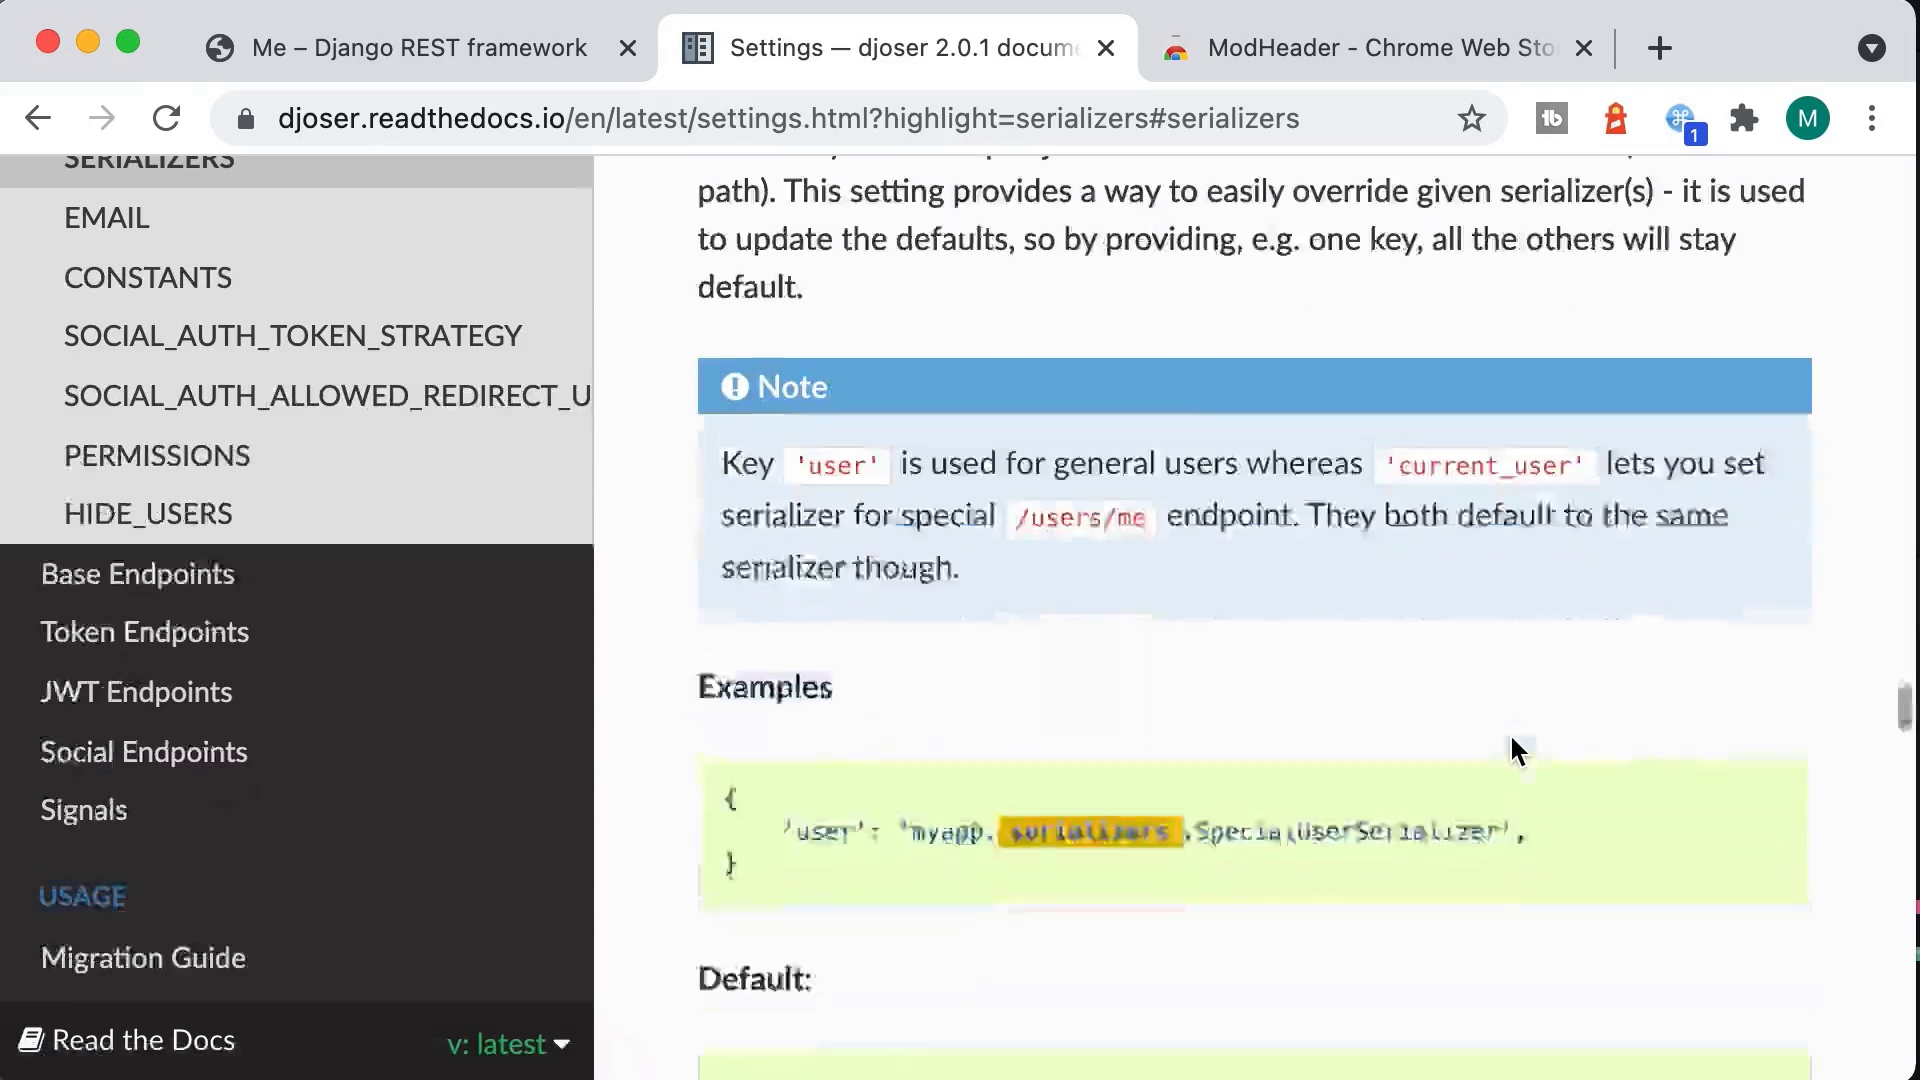 Me – Django REST framework
Settings — djoser 2.0.1 docum
ModHeader - Chrome Web Sto
djoser.readthedocs.io/en/latest/settings.html?highlight=serializers#serializers
1
M
SERIALIZERS
EMAIL
CONSTANTS
SOCIAL_AUTH_TOKEN_STRATEGY
SOCIAL_AUTH_ALLOWED_REDIRECT_U
PERMISSIONS
HIDE_USERS
Base Endpoints
Token Endpoints
JWT Endpoints
Social Endpoints
Signals
USAGE
Migration Guide
Read the Docs
v: latest
path). This setting provides a way to easily override given serializer(s) - it is used
to update the defaults, so by providing, e.g. one key, all the others will stay
default.
Note
Key 'user' is used for general users whereas 'current_user' lets you set
serializer for special /users/me endpoint. They both default to the same
serializer though.
Examples
{
'user': 'myapp.serializers.SpecialUserSerializer',
}
Default: